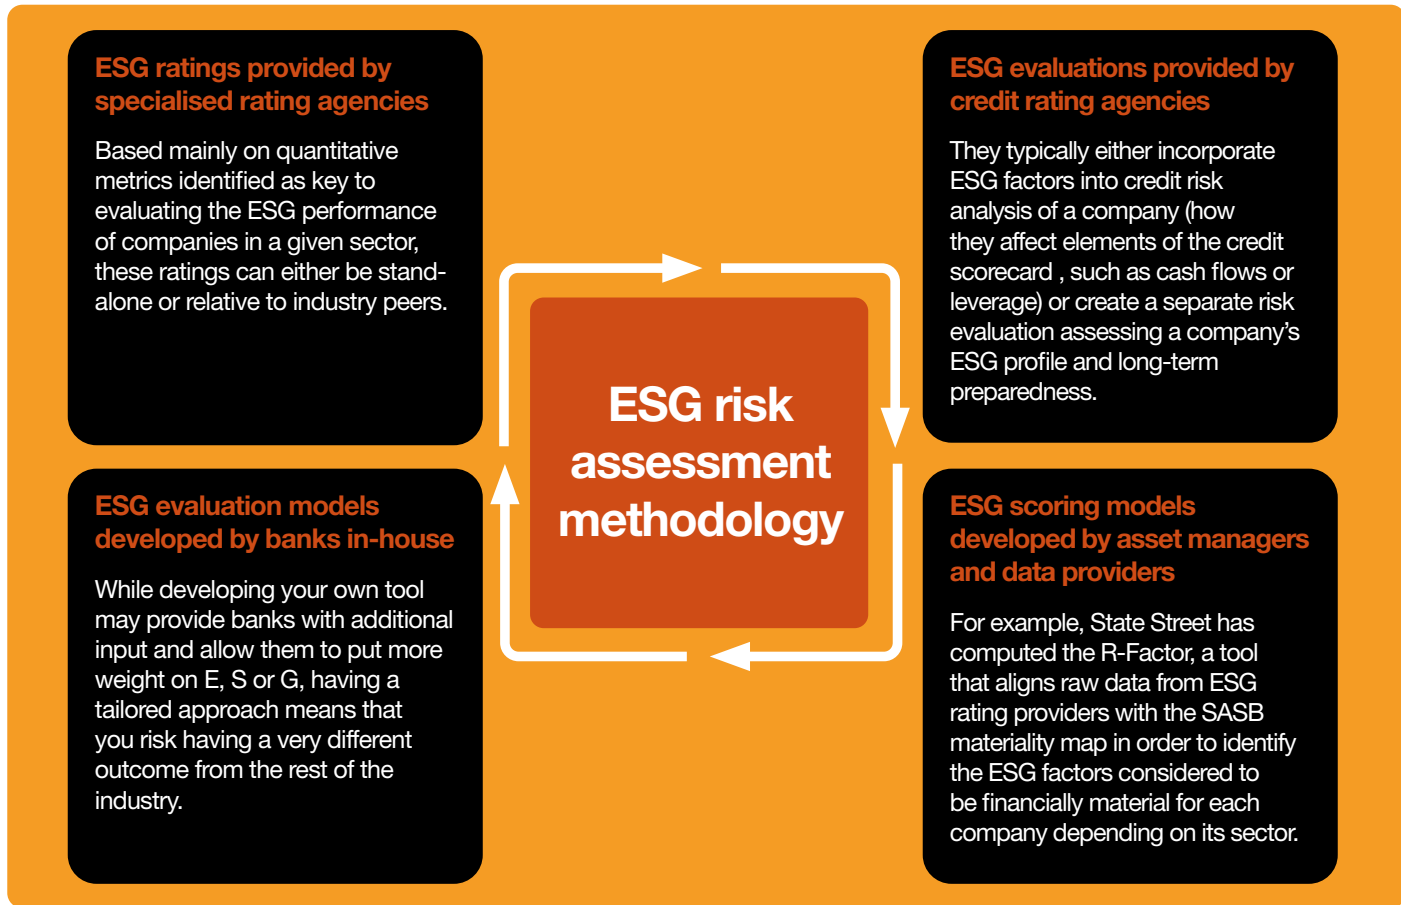 ESG ratings provided by
specialised rating agencies
Based mainly on quantitative
metrics identified as key to
evaluating the ESG performance
of companies in a given sector,
these ratings can either be stand-
alone or relative to industry peers.
ESG evaluations provided by
credit rating agencies
They typically either incorporate
ESG factors into credit risk
analysis of a company (how
they affect elements of the credit
scorecard , such as cash flows or
leverage) or create a separate risk
evaluation assessing a company’s
ESG profile and long-term
preparedness.
ESG risk
assessment
methodology
ESG evaluation models
developed by banks in-house
While developing your own tool
may provide banks with additional
input and allow them to put more
weight on E, S or G, having a
tailored approach means that
you risk having a very different
outcome from the rest of the
industry.
ESG scoring models
developed by asset managers
and data providers
For example, State Street has
computed the R-Factor, a tool
that aligns raw data from ESG
rating providers with the SASB
materiality map in order to identify
the ESG factors considered to
be financially material for each
company depending on its sector.